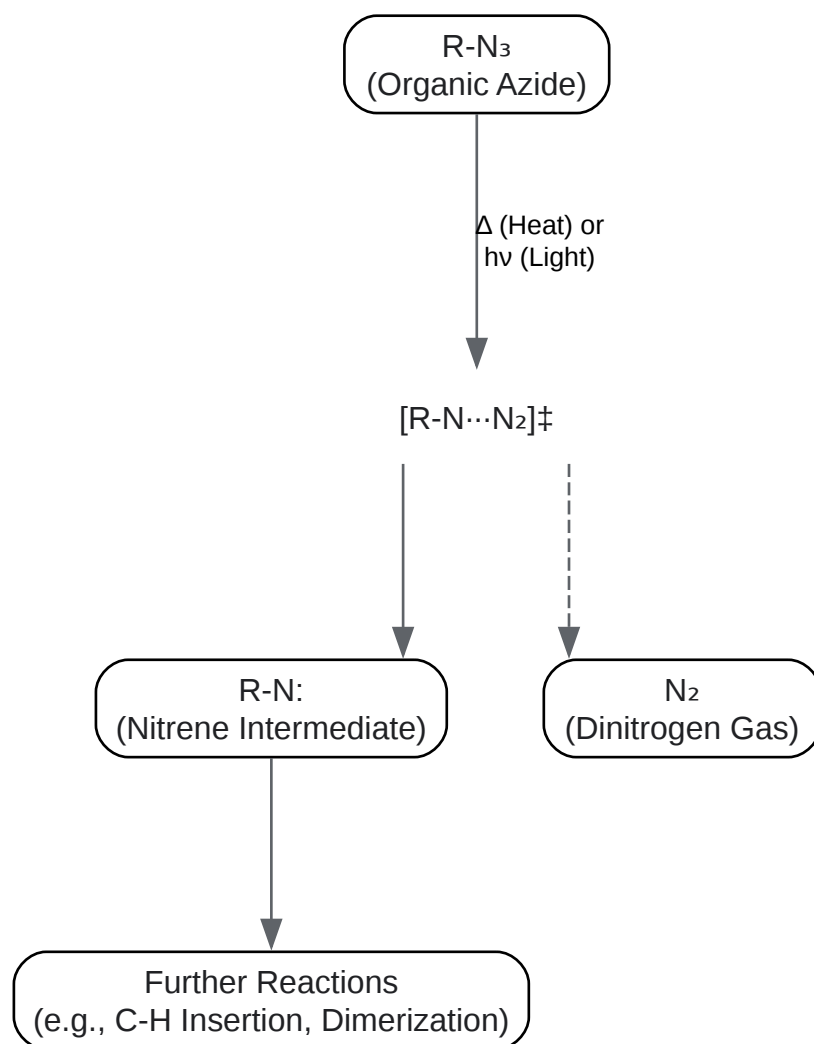 R-N₃
(Organic Azide)
Δ (Heat) or
hν (Light)
[R-N···N₂]‡
R-N:
(Nitrene Intermediate)
N₂
(Dinitrogen Gas)
Further Reactions
(e.g., C-H Insertion, Dimerization)